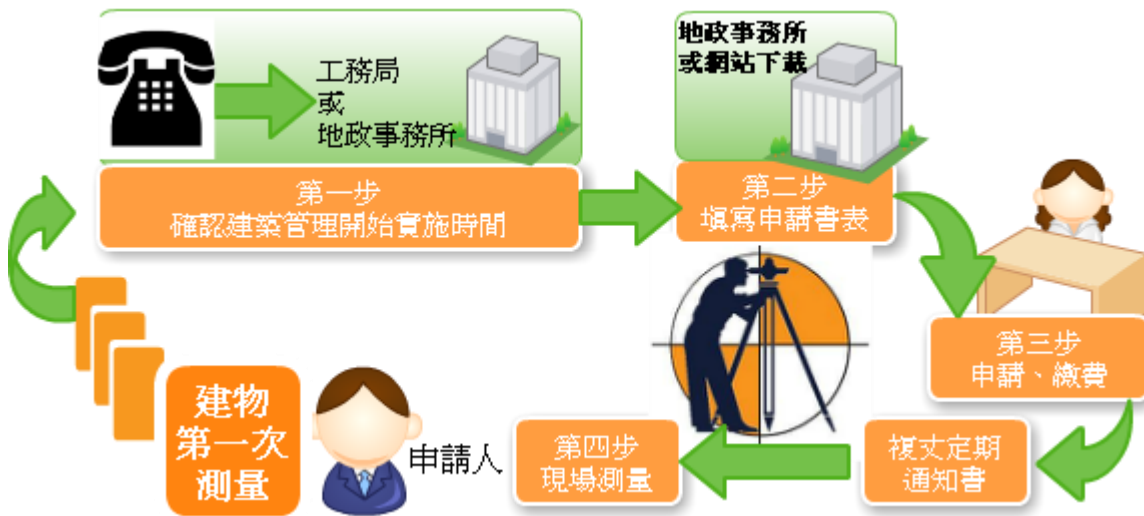 工務局
或
地政事務所
地政事務所
或網站下載
第一步
確認建築管理開始實施時間
第二步
填寫申請書表
第三步
申請、繳費
複丈定期
通知書
第四步
現場測量
申請人
建物
第一次
測量